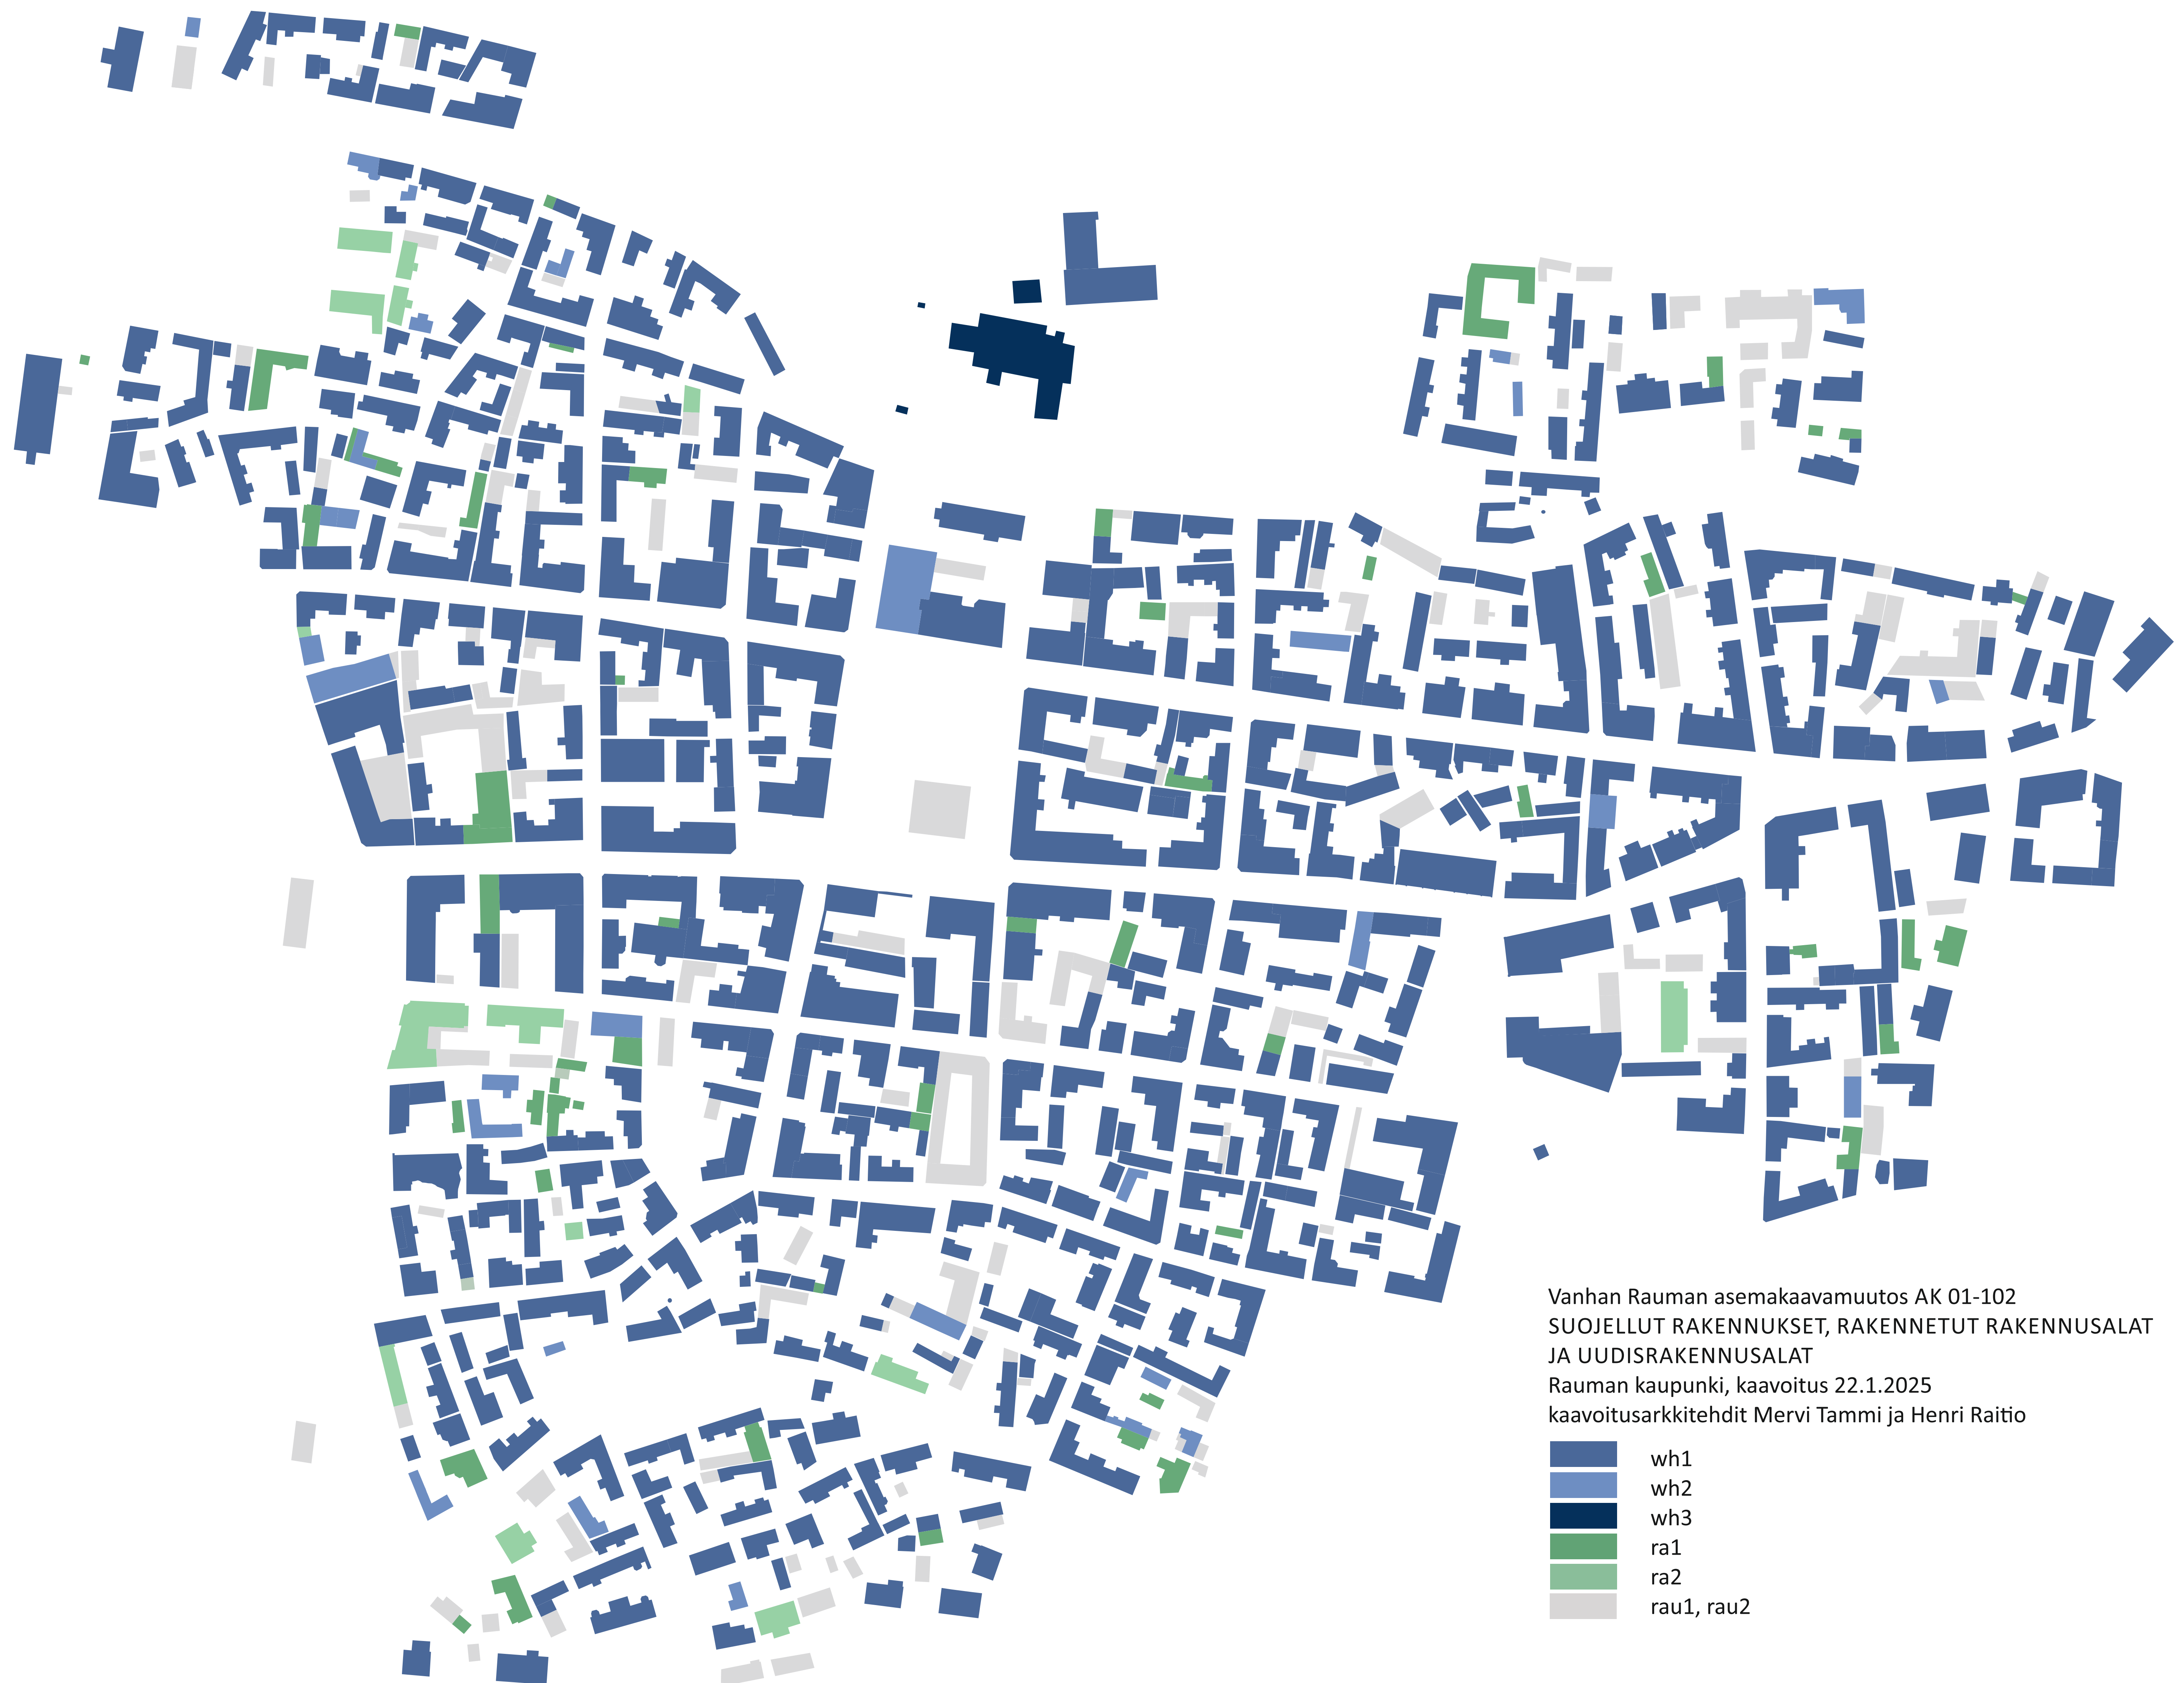 Vanhan Rauman asemakaavamuutos AK 01-102
SUOJELLUT RAKENNUKSET, RAKENNETUT RAKENNUSALAT
JA UUDISRAKENNUSALAT
Rauman kaupunki, kaavoitus 22.1.2025
kaavoitusarkkitehdit Mervi Tammi ja Henri Raitio
wh1
wh2
wh3
ra1
ra2
rau1, rau2